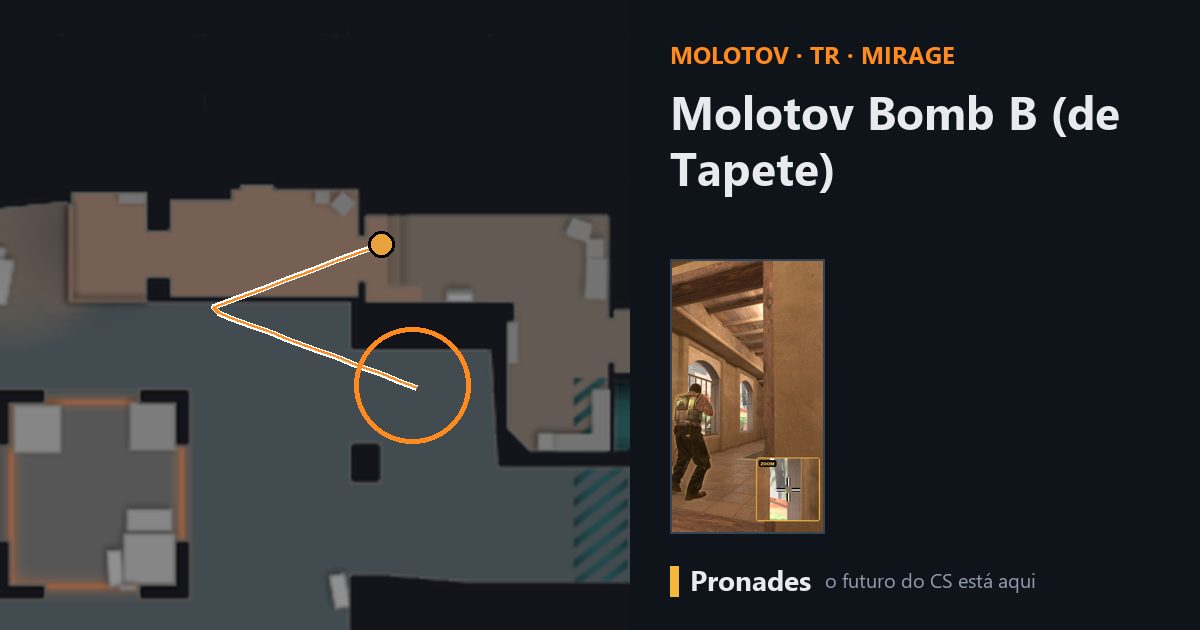 MOLOTOV · TR · MIRAGE
Molotov Bomb B (de
Tapete)
ZOOM
Pronades o futuro do CS está aqui